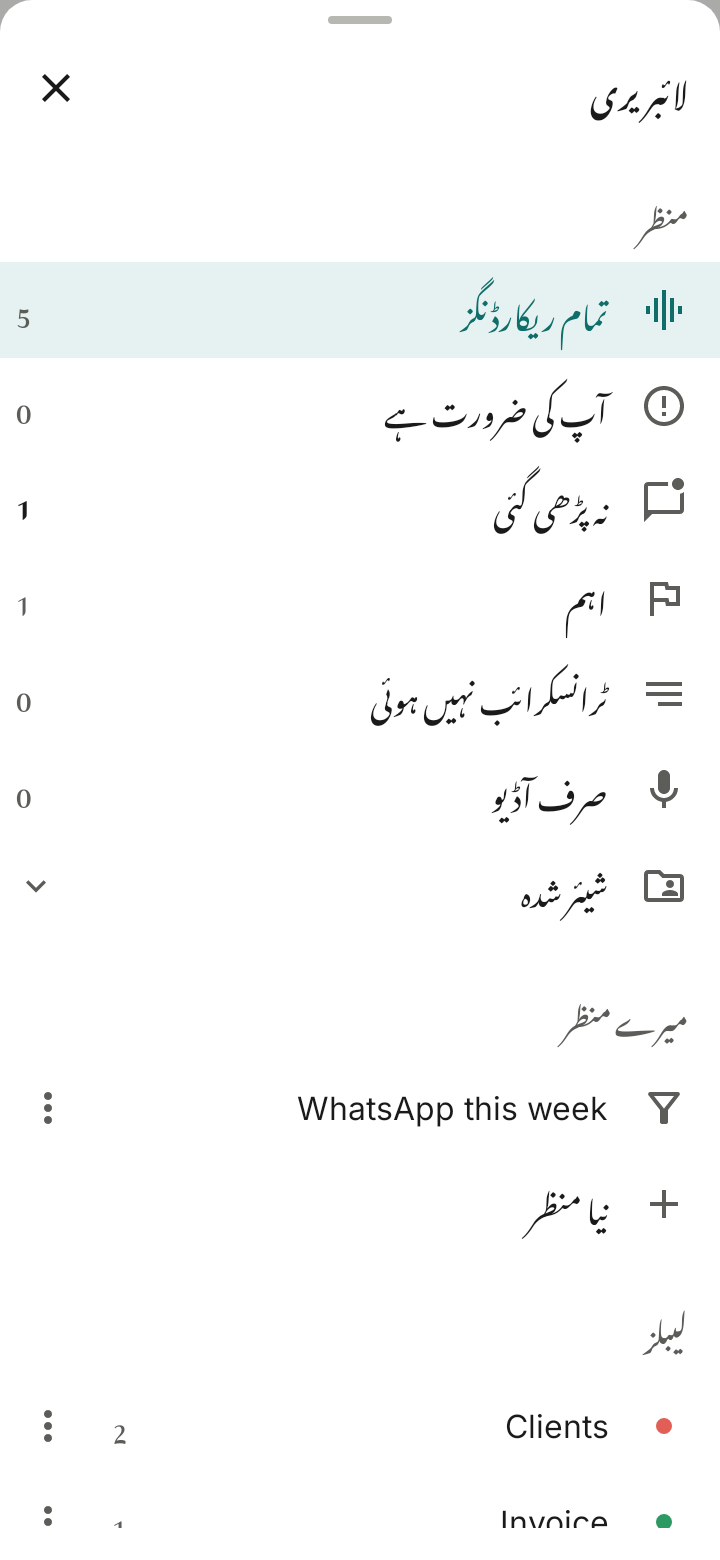 لائبریری
منظر
تمام ریکارڈنگز 5
آپ کی ضرورت ہے 0
نہ پڑھی گئی 1
اہم 1
ٹرانسکرائب نہیں ہوئی 0
صرف آڈیو 0
شیئر شدہ
میرے منظر
WhatsApp this week
نیا منظر
لیبلز
Clients 2
Invoice 1